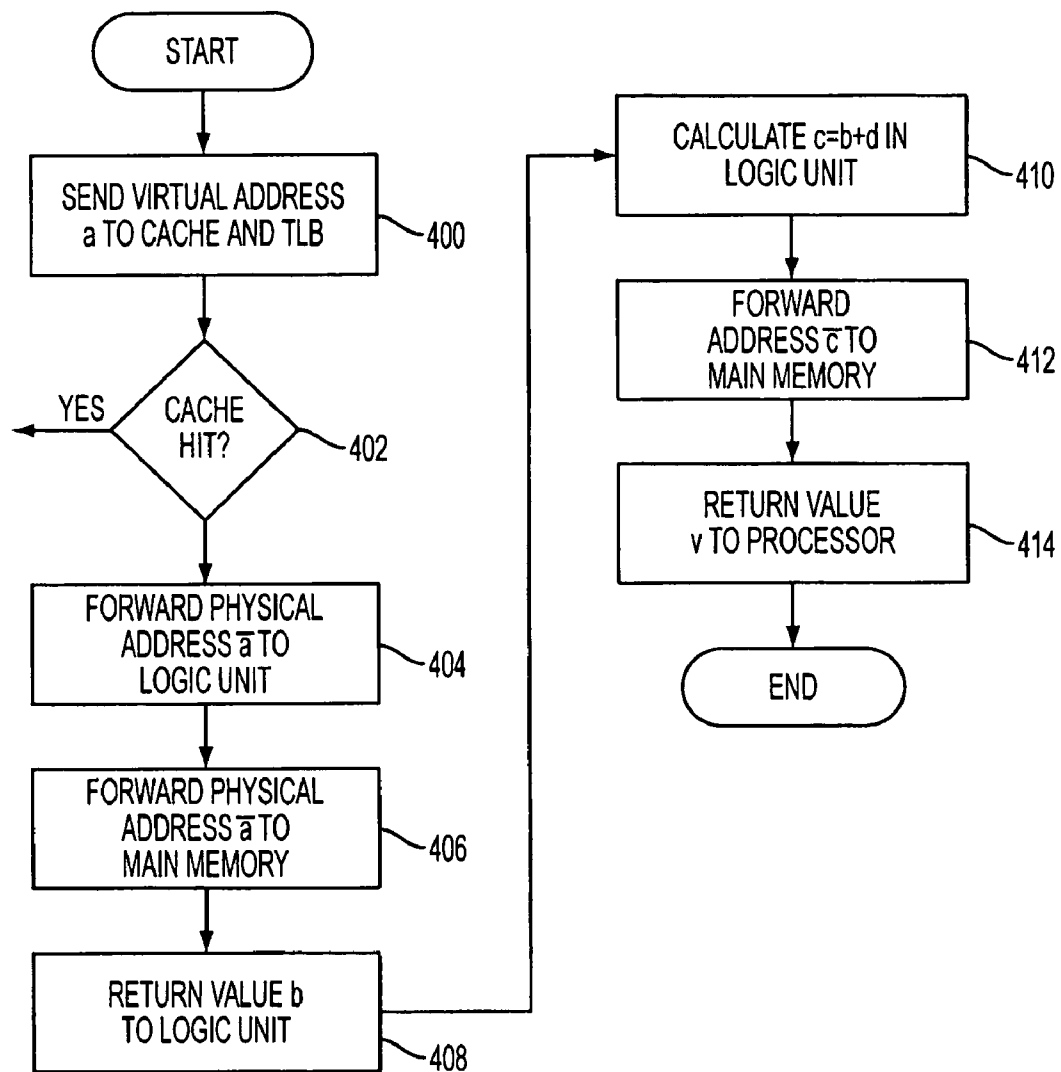 START
SEND VIRTUAL ADDRESS
a TO CACHE AND TLB
400
YES
CACHE
HIT?
402
FORWARD PHYSICAL
ADDRESS a̅ TO
LOGIC UNIT
404
FORWARD PHYSICAL
ADDRESS a̅ TO
MAIN MEMORY
406
RETURN VALUE b
TO LOGIC UNIT
408
CALCULATE c=b+d IN
LOGIC UNIT
410
FORWARD
ADDRESS c̅ TO
MAIN MEMORY
412
RETURN VALUE
v TO PROCESSOR
414
END